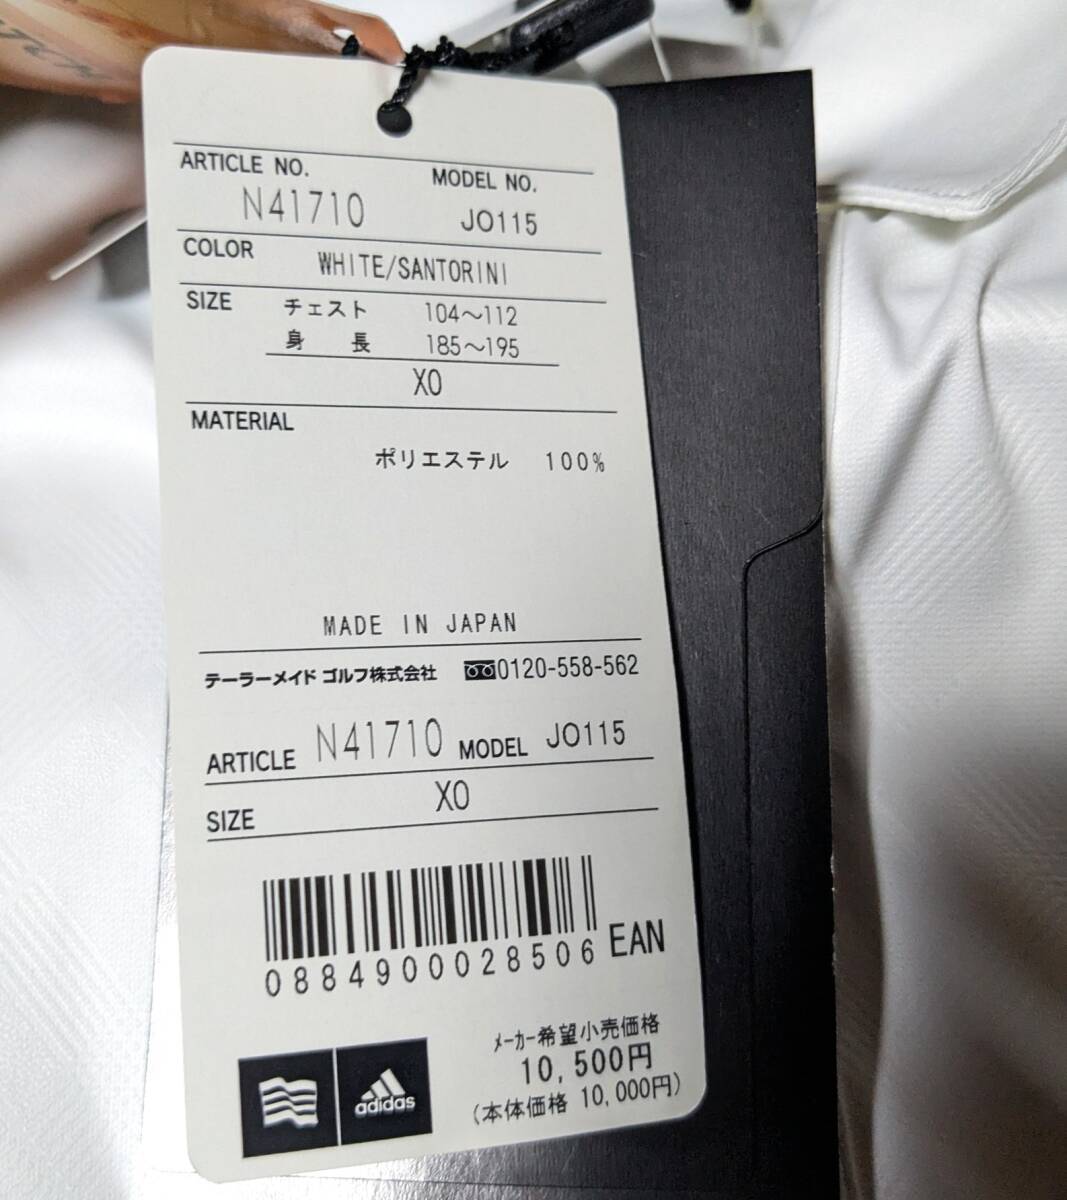 ARTICLE NO. MODEL NO.
N41710 JO115
COLOR WHITE/SANTORINI
SIZE チェスト 104～112
身 長 185～195
XO
MATERIAL
ポリエステル 100%
MADE IN JAPAN
テーラーメイド ゴルフ株式会社 0120-558-562
ARTICLE N41710 MODEL JO115
SIZE XO
0884900028506 EAN
メーカー希望小売価格
10,500円
(本体価格 10,000円)
adidas